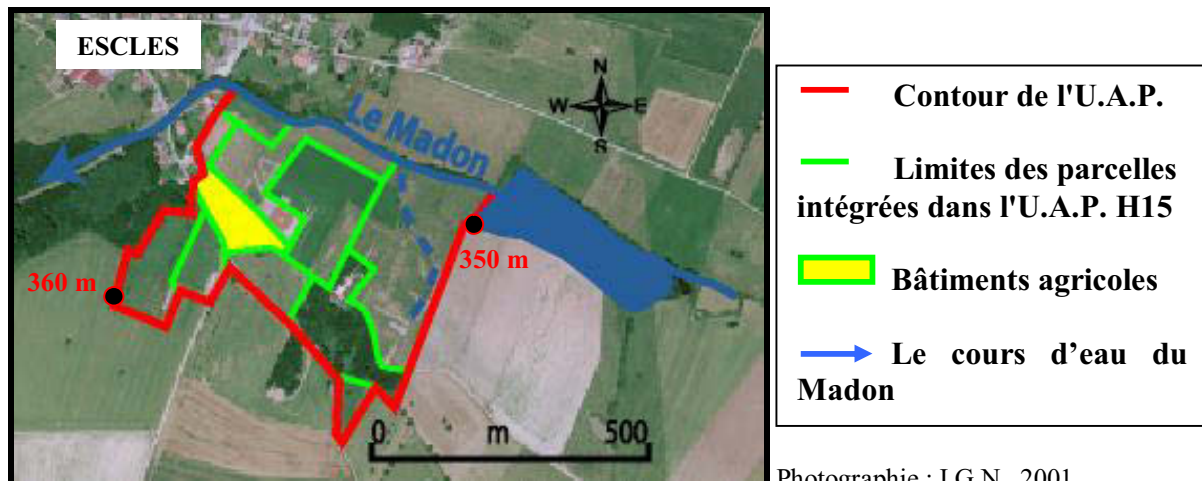 ESCLES
N
W
E
S
Le Madon
360 m
350 m
0 m 500
Contour de l'U.A.P.
Limites des parcelles
intégrées dans l'U.A.P. H15
Bâtiments agricoles
Le cours d’eau du
Madon
Photographie : I.G.N., 2001